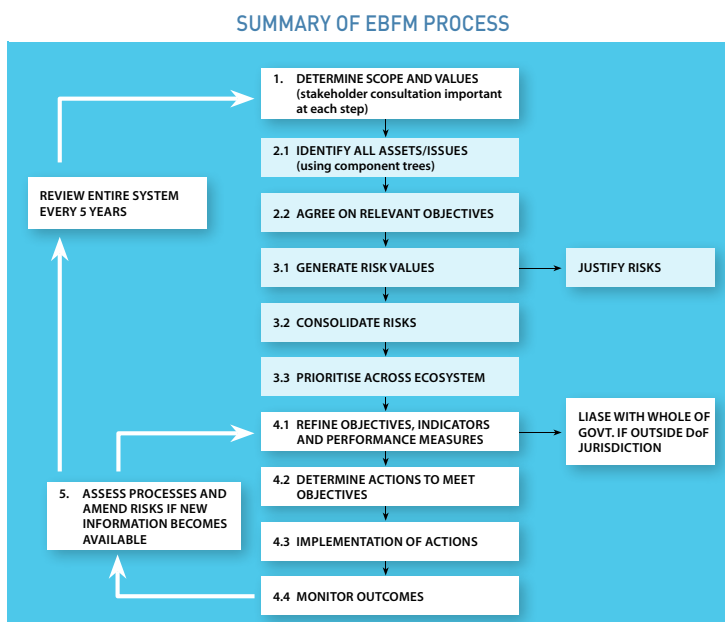 SUMMARY OF EBFM PROCESS
1. DETERMINE SCOPE AND VALUES
(stakeholder consultation important
at each step)
2.1 IDENTIFY ALL ASSETS/ISSUES
(using component trees)
REVIEW ENTIRE SYSTEM
EVERY 5 YEARS
2.2 AGREE ON RELEVANT OBJECTIVES
3.1 GENERATE RISK VALUES
JUSTIFY RISKS
3.2 CONSOLIDATE RISKS
3.3 PRIORITISE ACROSS ECOSYSTEM
4.1 REFINE OBJECTIVES, INDICATORS
AND PERFORMANCE MEASURES
LIASE WITH WHOLE OF
GOVT. IF OUTSIDE DoF
JURISDICTION
4.2 DETERMINE ACTIONS TO MEET
OBJECTIVES
5. ASSESS PROCESSES AND
AMEND RISKS IF NEW
INFORMATION BECOMES
AVAILABLE
4.3 IMPLEMENTATION OF ACTIONS
4.4 MONITOR OUTCOMES